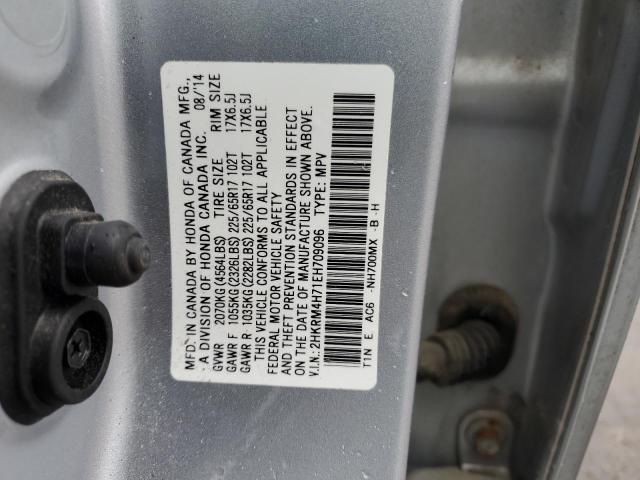 MFD. IN CANADA BY HONDA OF CANADA MFG.,
A DIVISION OF HONDA CANADA INC. 08/'14
GVWR 2070KG(4564LBS) TIRE SIZE RIM SIZE
GAWR F 1055KG(2326LBS) 225/65R17 102T 17X6.5J
GAWR R 1035KG(2282LBS) 225/65R17 102T 17X6.5J
THIS VEHICLE CONFORMS TO ALL APPLICABLE
FEDERAL MOTOR VEHICLE SAFETY
AND THEFT PREVENTION STANDARDS IN EFFECT
ON THE DATE OF MANUFACTURE SHOWN ABOVE.
V.I.N.: 2HKRM4H71EH709096 TYPE: MPV
T1N E AC6 -NH700MX -B -H